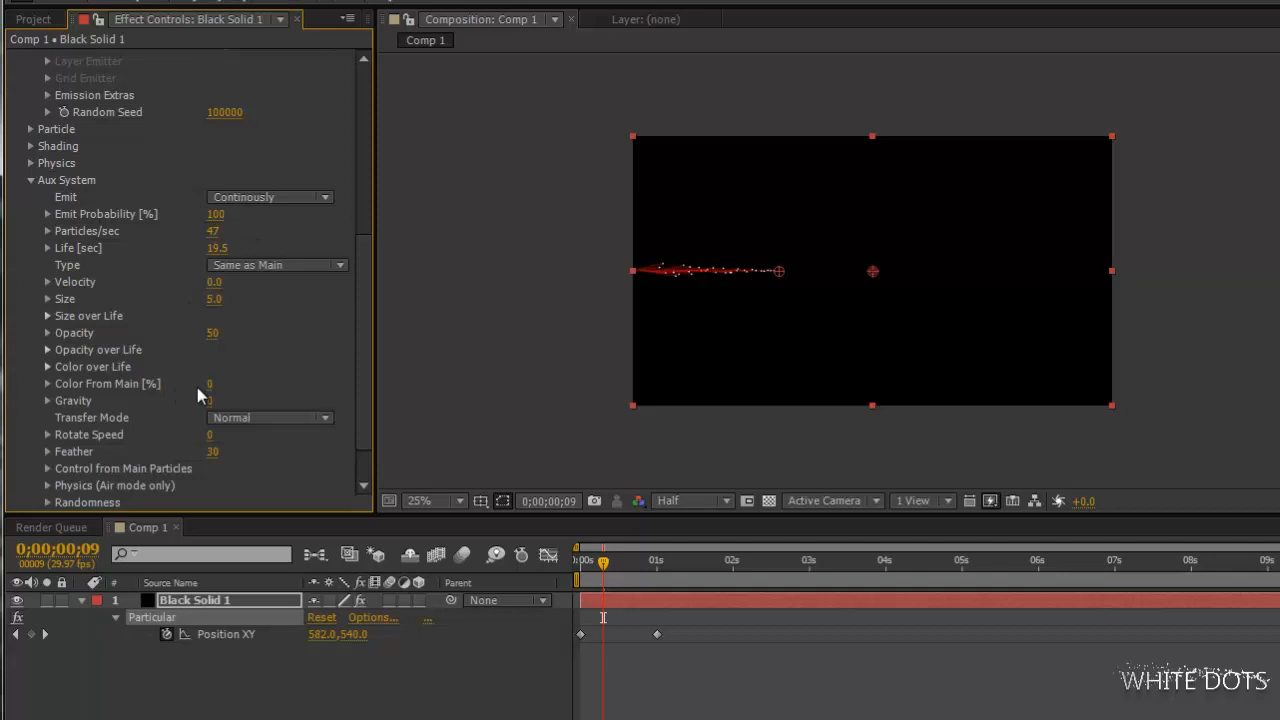 Project
Effect Controls: Black Solid 1
Composition: Comp 1
Layer: (none)
Comp 1 • Black Solid 1
Comp 1
Layer Emitter
Grid Emitter
Emission Extras
Random Seed 100000
Particle
Shading
Physics
Aux System
Emit Continously
Emit Probability [%] 100
Particles/sec 47
Life [sec] 19.5
Type Same as Main
Velocity 0.0
Size 5.0
Size over Life
Opacity 50
Opacity over Life
Color over Life
Color From Main [%] 0
Gravity 0
Transfer Mode Normal
Rotate Speed 0
Feather 30
Control from Main Particles
Physics (Air mode only)
Randomness
25% 0;00;00;09 Half Active Camera 1 View +0.0
Render Queue
Comp 1
0;00;00;09
00009 (29.97 fps)
:00s 01s 02s 03s 04s 05s 06s 07s 08s 09s
# Source Name fx Parent
1 Black Solid 1 fx None
fx Particular Reset Options... ...
Position XY 582.0,540.0
WHITE DOTS